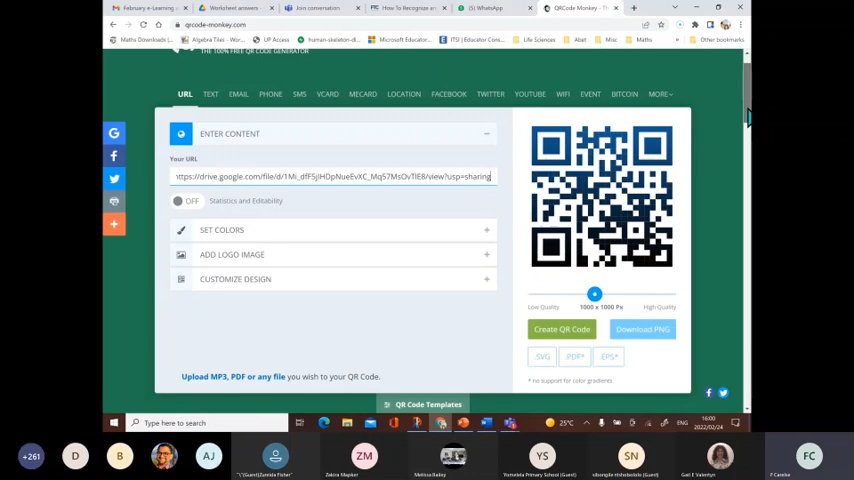 February e-Learning
Worksheet answers -
Join conversation
How To Recognize an
(5) WhatsApp
QRCode Monkey - Th
qrcode-monkey.com
Maths Downloads |
Algebra Tiles - Wor...
UP Access
human-skeleton-di...
Microsoft Educator...
ITSI | Educator Cons...
Life Sciences
Abet
Misc
Maths
»
Other bookmarks
THE 100% FREE QR CODE GENERATOR
URL TEXT EMAIL PHONE SMS VCARD MECARD LOCATION FACEBOOK TWITTER YOUTUBE WIFI EVENT BITCOIN MORE
ENTER CONTENT
Your URL
https://drive.google.com/file/d/1Mi_dfF5jIHDpNueEvXC_Mq57MsOvTIE8/view?usp=sharing
OFF Statistics and Editability
SET COLORS
ADD LOGO IMAGE
CUSTOMIZE DESIGN
Upload MP3, PDF or any file you wish to your QR Code.
Low Quality 1000 x 1000 Px High Quality
Create QR Code
Download PNG
.SVG
.PDF*
.EPS*
* no support for color gradients
QR Code Templates
Type here to search
25°C
ENG
16:00
2022/02/24
+261
D
B
AJ
ZM
YS
SN
FC
Zakira Mapker
Melissa Bailey
Yomelela Primary School (Guest)
Gail E Valentyn
F Carelse